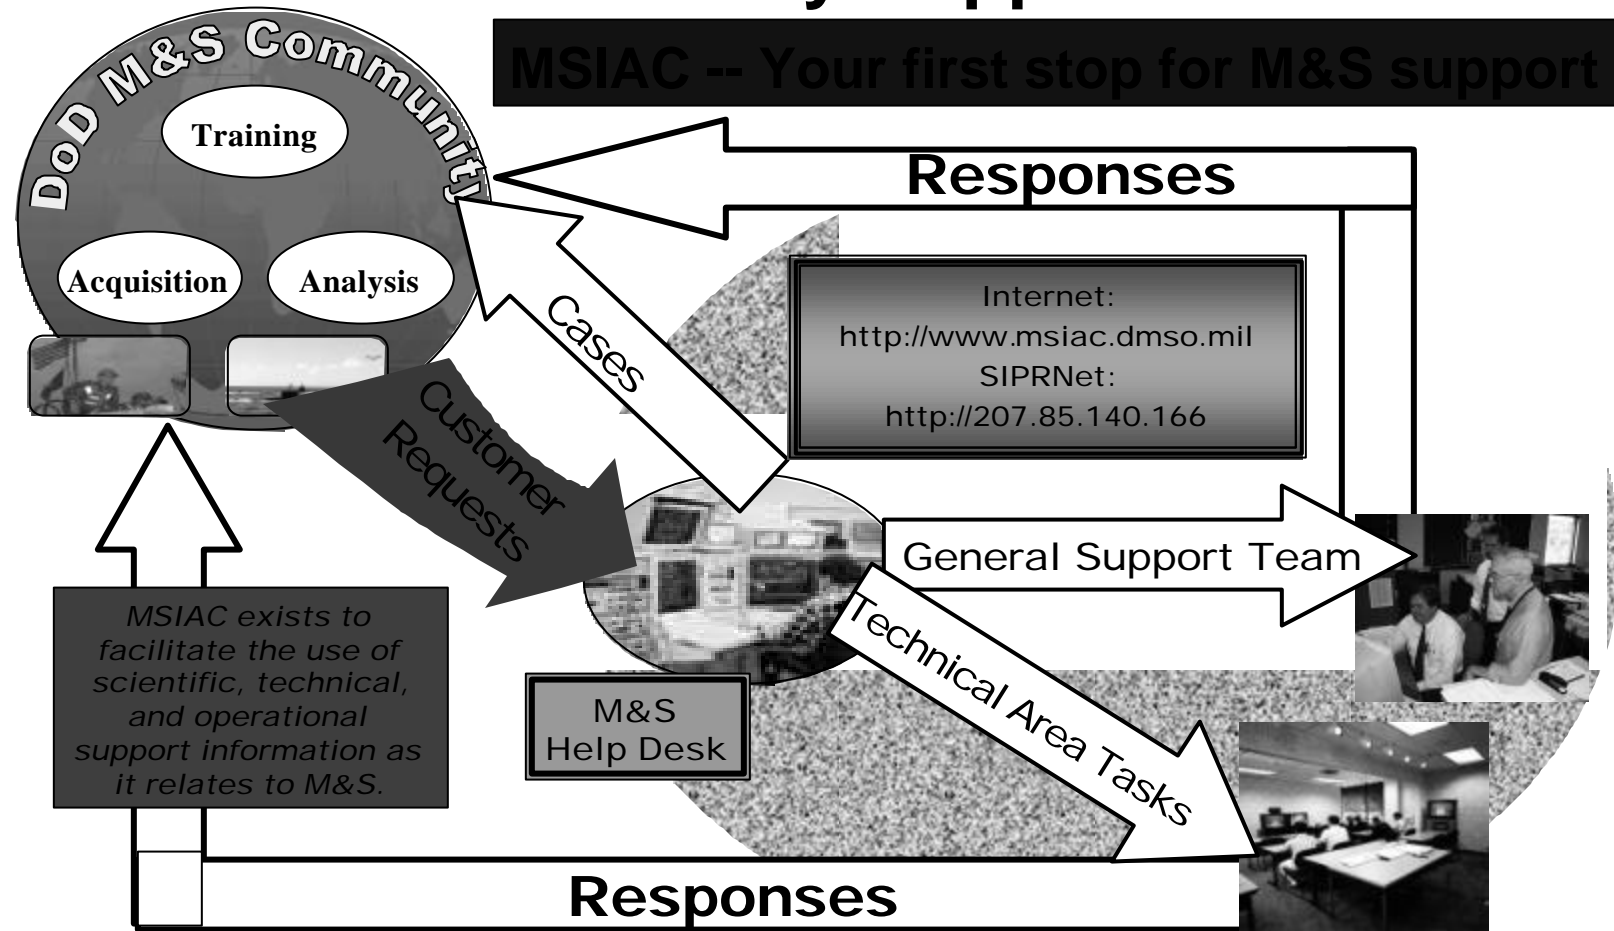 MSIAC -- Your first stop for M&S support
DoD M&S Community
Training
Acquisition
Analysis
Responses
Internet:
http://www.msiac.dmso.mil
SIPRNet:
http://207.85.140.166
Cases
Customer
Requests
General Support Team
Technical Area Tasks
M&S
Help Desk
MSIAC exists to
facilitate the use of
scientific, technical,
and operational
support information as
it relates to M&S.
Responses